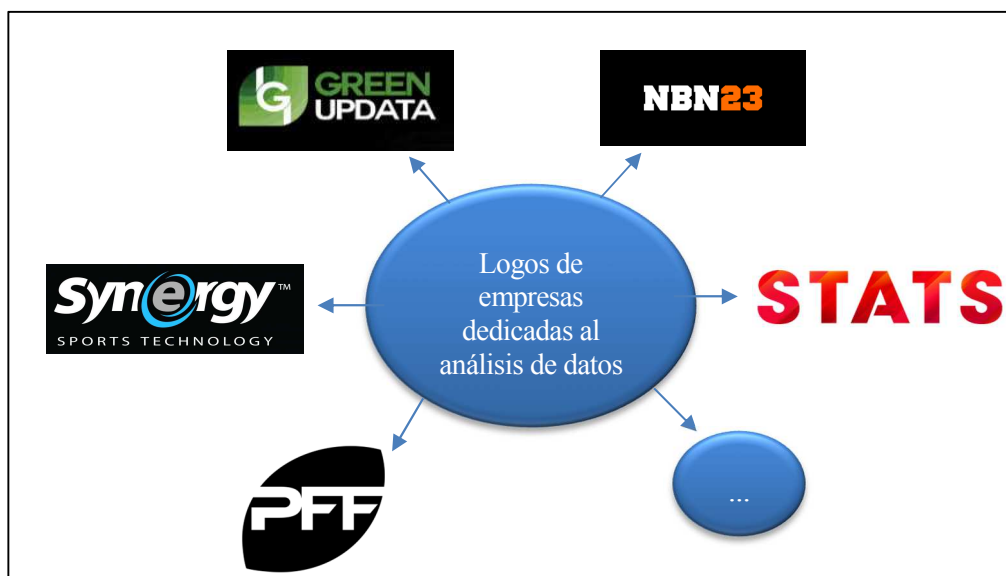 GREEN
UPDATA
NBN23
Synergy™
SPORTS TECHNOLOGY
Logos de
empresas
dedicadas al
análisis de datos
STATS
PFF
...